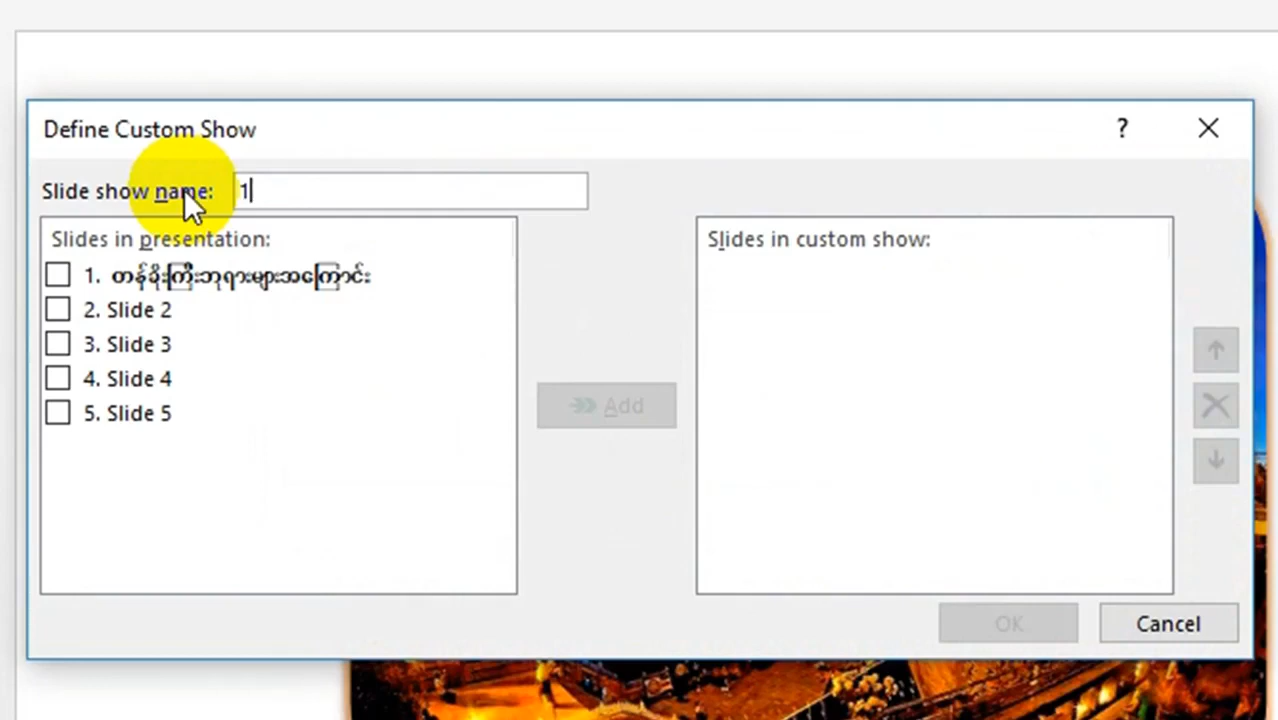 Define Custom Show
?
Slide show name: 1
Slides in presentation:
1. တန်ခိုးကြီးဘုရားများအကြောင်း
2. Slide 2
3. Slide 3
4. Slide 4
5. Slide 5
Add
Slides in custom show:
OK
Cancel